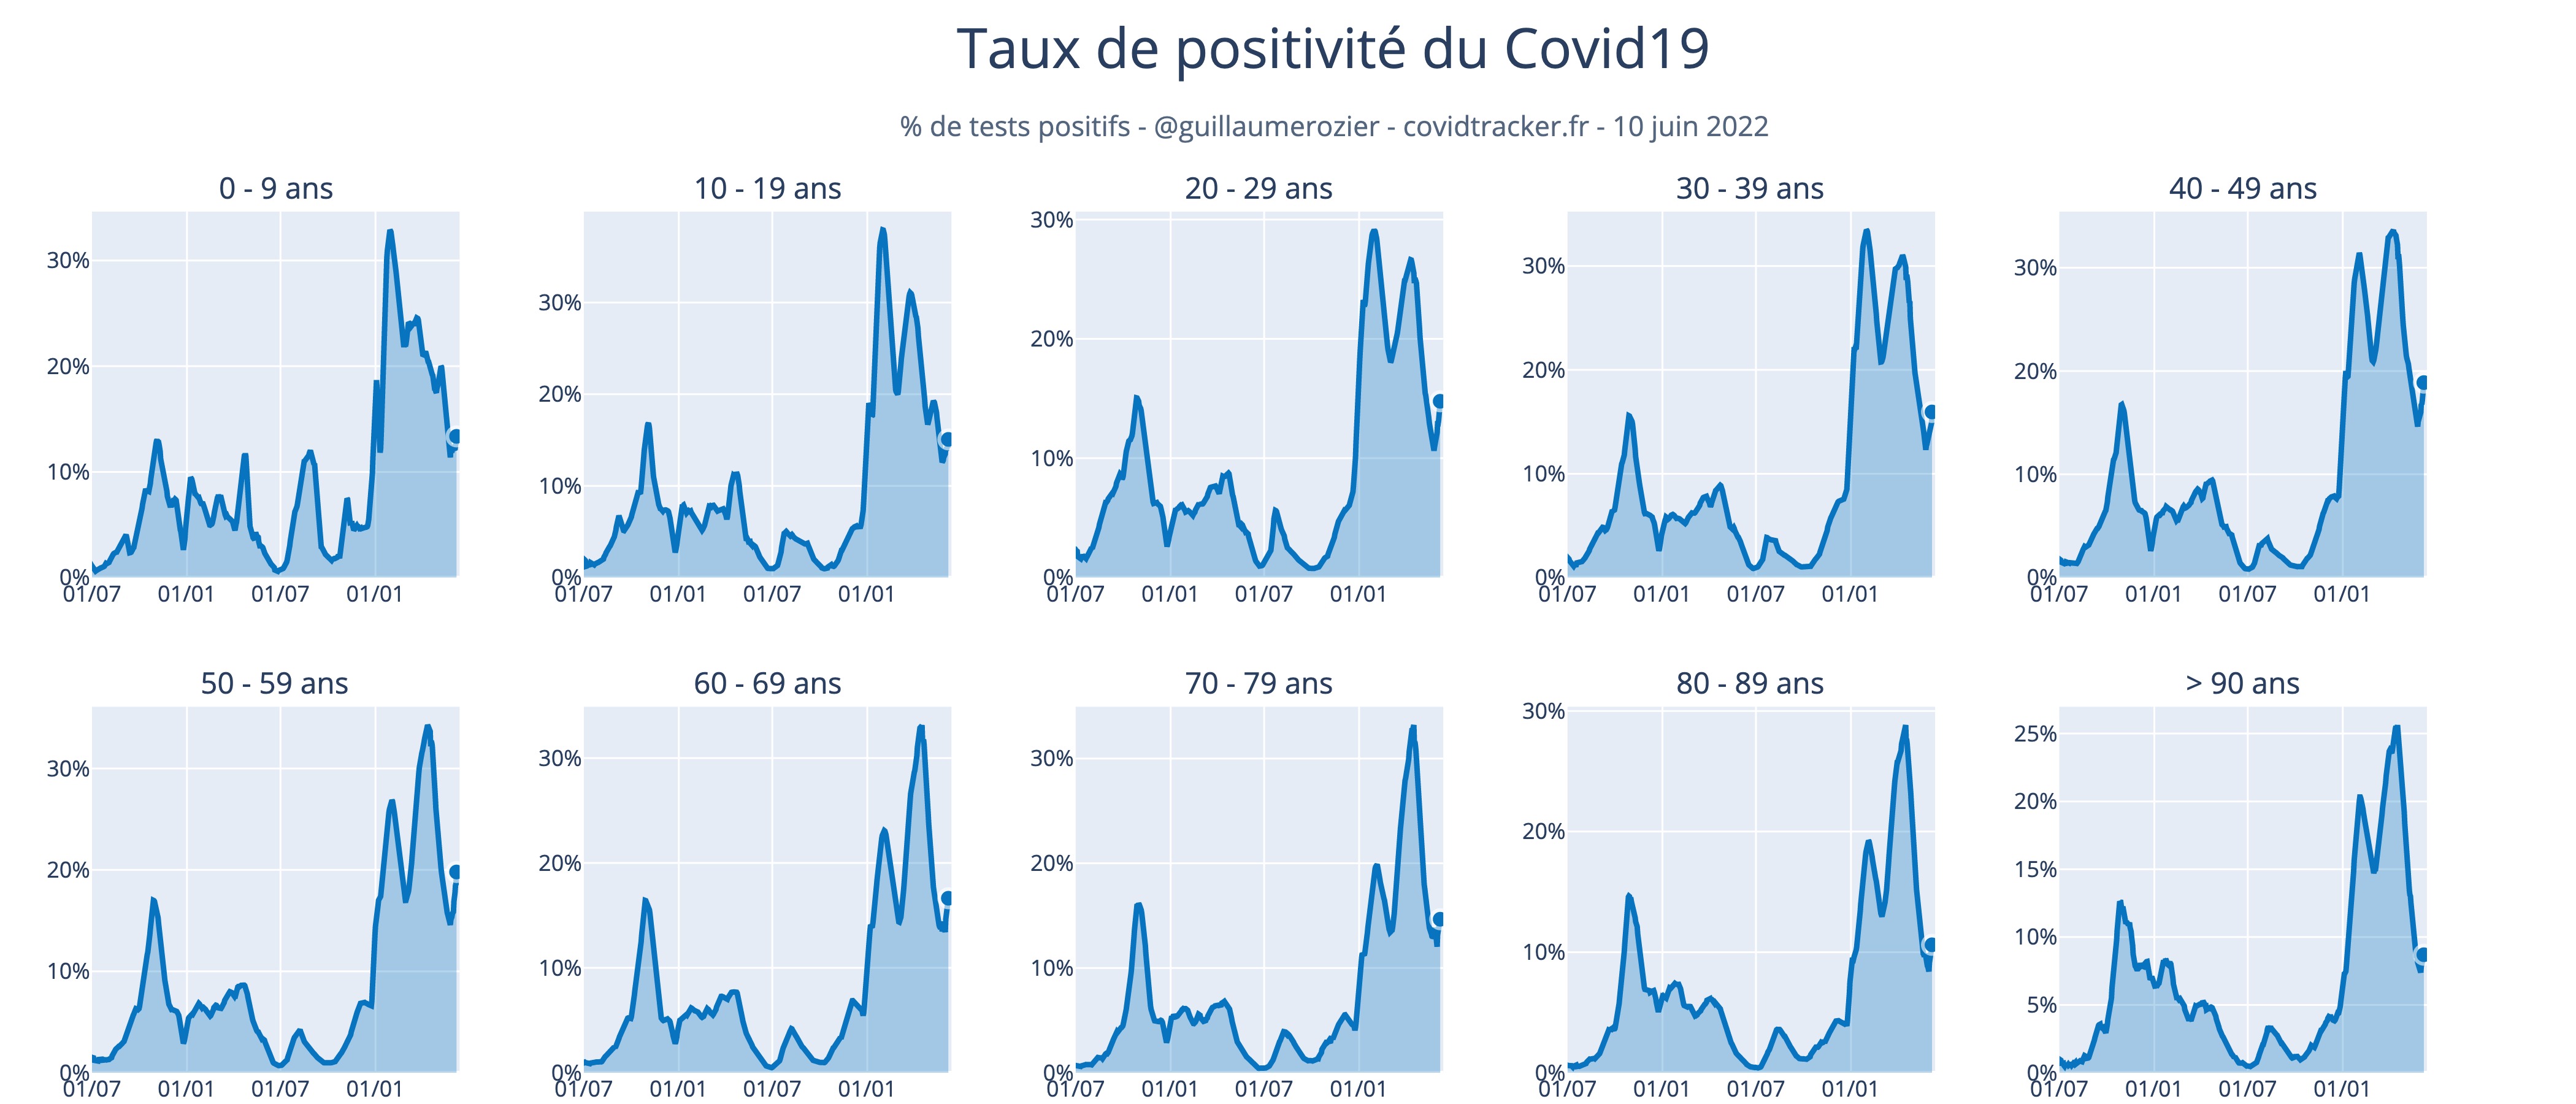 Taux de positivité du Covid19
% de tests positifs - @guillaumerozier - covidtracker.fr - 10 juin 2022
0 - 9 ans
10 - 19 ans
20 - 29 ans
30 - 39 ans
40 - 49 ans
30%
20%
10%
0%
01/07 01/01 01/07 01/01
30%
20%
10%
0%
01/07 01/01 01/07 01/01
30%
20%
10%
0%
01/07 01/01 01/07 01/01
30%
20%
10%
0%
01/07 01/01 01/07 01/01
30%
20%
10%
0%
01/07 01/01 01/07 01/01
50 - 59 ans
60 - 69 ans
70 - 79 ans
80 - 89 ans
> 90 ans
30%
20%
10%
0%
01/07 01/01 01/07 01/01
30%
20%
10%
0%
01/07 01/01 01/07 01/01
30%
20%
10%
0%
01/07 01/01 01/07 01/01
30%
20%
10%
0%
01/07 01/01 01/07 01/01
25%
20%
15%
10%
5%
0%
01/07 01/01 01/07 01/01